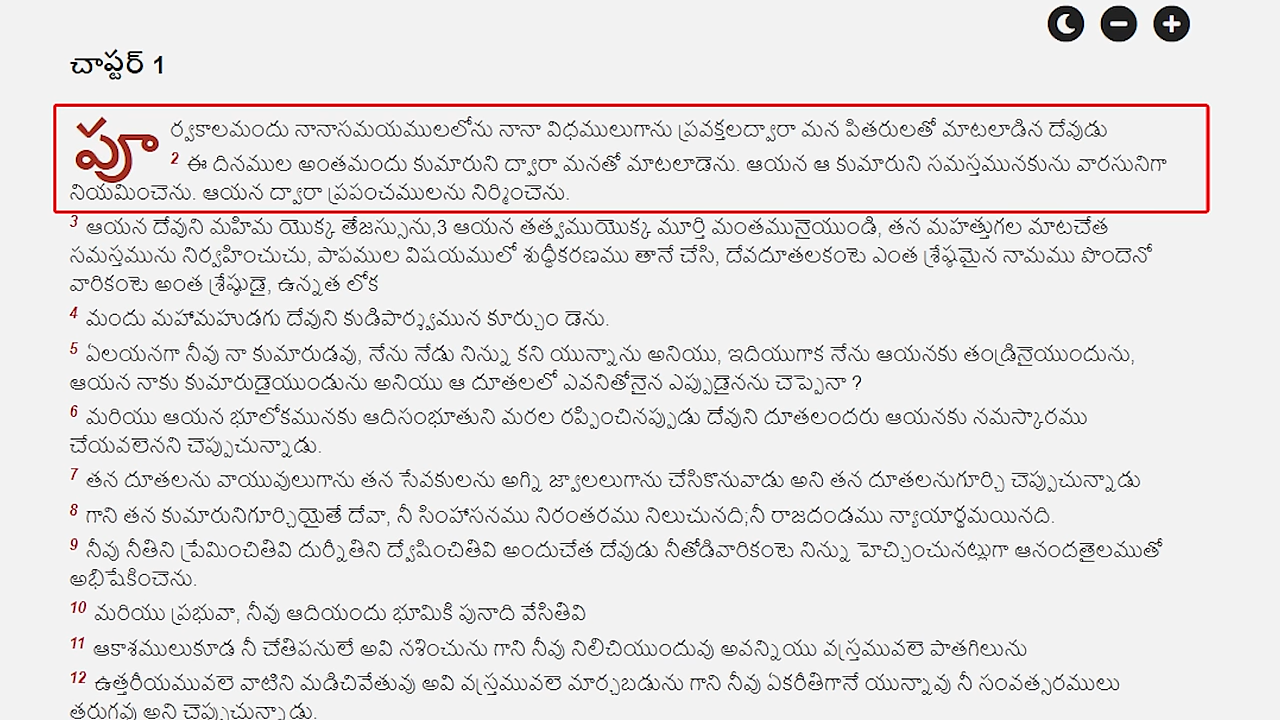 చాప్టర్ 1
పూర్వకాలమందు నానాసమయములలోను నానా విధములుగాను ప్రవక్తలద్వారా మన పితరులతో మాటలాడిన దేవుడు
2 ఈ దినముల అంతమందు కుమారుని ద్వారా మనతో మాటలాడెను. ఆయన ఆ కుమారుని సమస్తమునకును వారసునిగా
నియమించెను. ఆయన ద్వారా ప్రపంచములను నిర్మించెను.
3 ఆయన దేవుని మహిమ యొక్క తేజస్సును,3 ఆయన తత్వముయొక్క మూర్తి మంతమునైయుండి, తన మహత్తుగల మాటచేత
సమస్తమును నిర్వహించుచు, పాపముల విషయములో శుద్ధీకరణము తానే చేసి, దేవదూతలకంటె ఎంత శ్రేష్ఠమైన నామము పొందెనో
వారికంటె అంత శ్రేష్ఠుడై, ఉన్నత లోక
4 మందు మహామహుడగు దేవుని కుడిపార్శ్వమున కూర్చుం డెను.
5 ఏలయనగా నీవు నా కుమారుడవు, నేను నేడు నిన్ను కని యున్నాను అనియు, ఇదియుగాక నేను ఆయనకు తండ్రినైయుందును,
ఆయన నాకు కుమారుడైయుండును అనియు ఆ దూతలలో ఎవనితోనైన ఎప్పుడైనను చెప్పెనా ?
6 మరియు ఆయన భూలోకమునకు ఆదిసంభూతుని మరల రప్పించినప్పుడు దేవుని దూతలందరు ఆయనకు నమస్కారము
చేయవలెనని చెప్పుచున్నాడు.
7 తన దూతలను వాయువులుగాను తన సేవకులను అగ్ని జ్వాలలుగాను చేసికొనువాడు అని తన దూతలనుగూర్చి చెప్పుచున్నాడు
8 గాని తన కుమారునిగూర్చియైతే దేవా, నీ సింహాసనము నిరంతరము నిలుచునది;నీ రాజదండము న్యాయార్థమయినది.
9 నీవు నీతిని ప్రేమించితివి దుర్నీతిని ద్వేషించితివి అందుచేత దేవుడు నీతోడివారికంటె నిన్ను హెచ్చించునట్లుగా ఆనందతైలముతో
అభిషేకించెను.
10 మరియు ప్రభువా, నీవు ఆదియందు భూమికి పునాది వేసితివి
11 ఆకాశములుకూడ నీ చేతిపనులే అవి నశించును గాని నీవు నిలిచియుందువు అవన్నియు వస్త్రమువలె పాతగిలును
12 ఉత్తరీయమువలె వాటిని మడిచివేతువు అవి వస్త్రమువలె మార్చబడును గాని నీవు ఏకరీతిగానే యున్నావు నీ సంవత్సరములు
తరుగవు అని చెప్పుచున్నాడు.